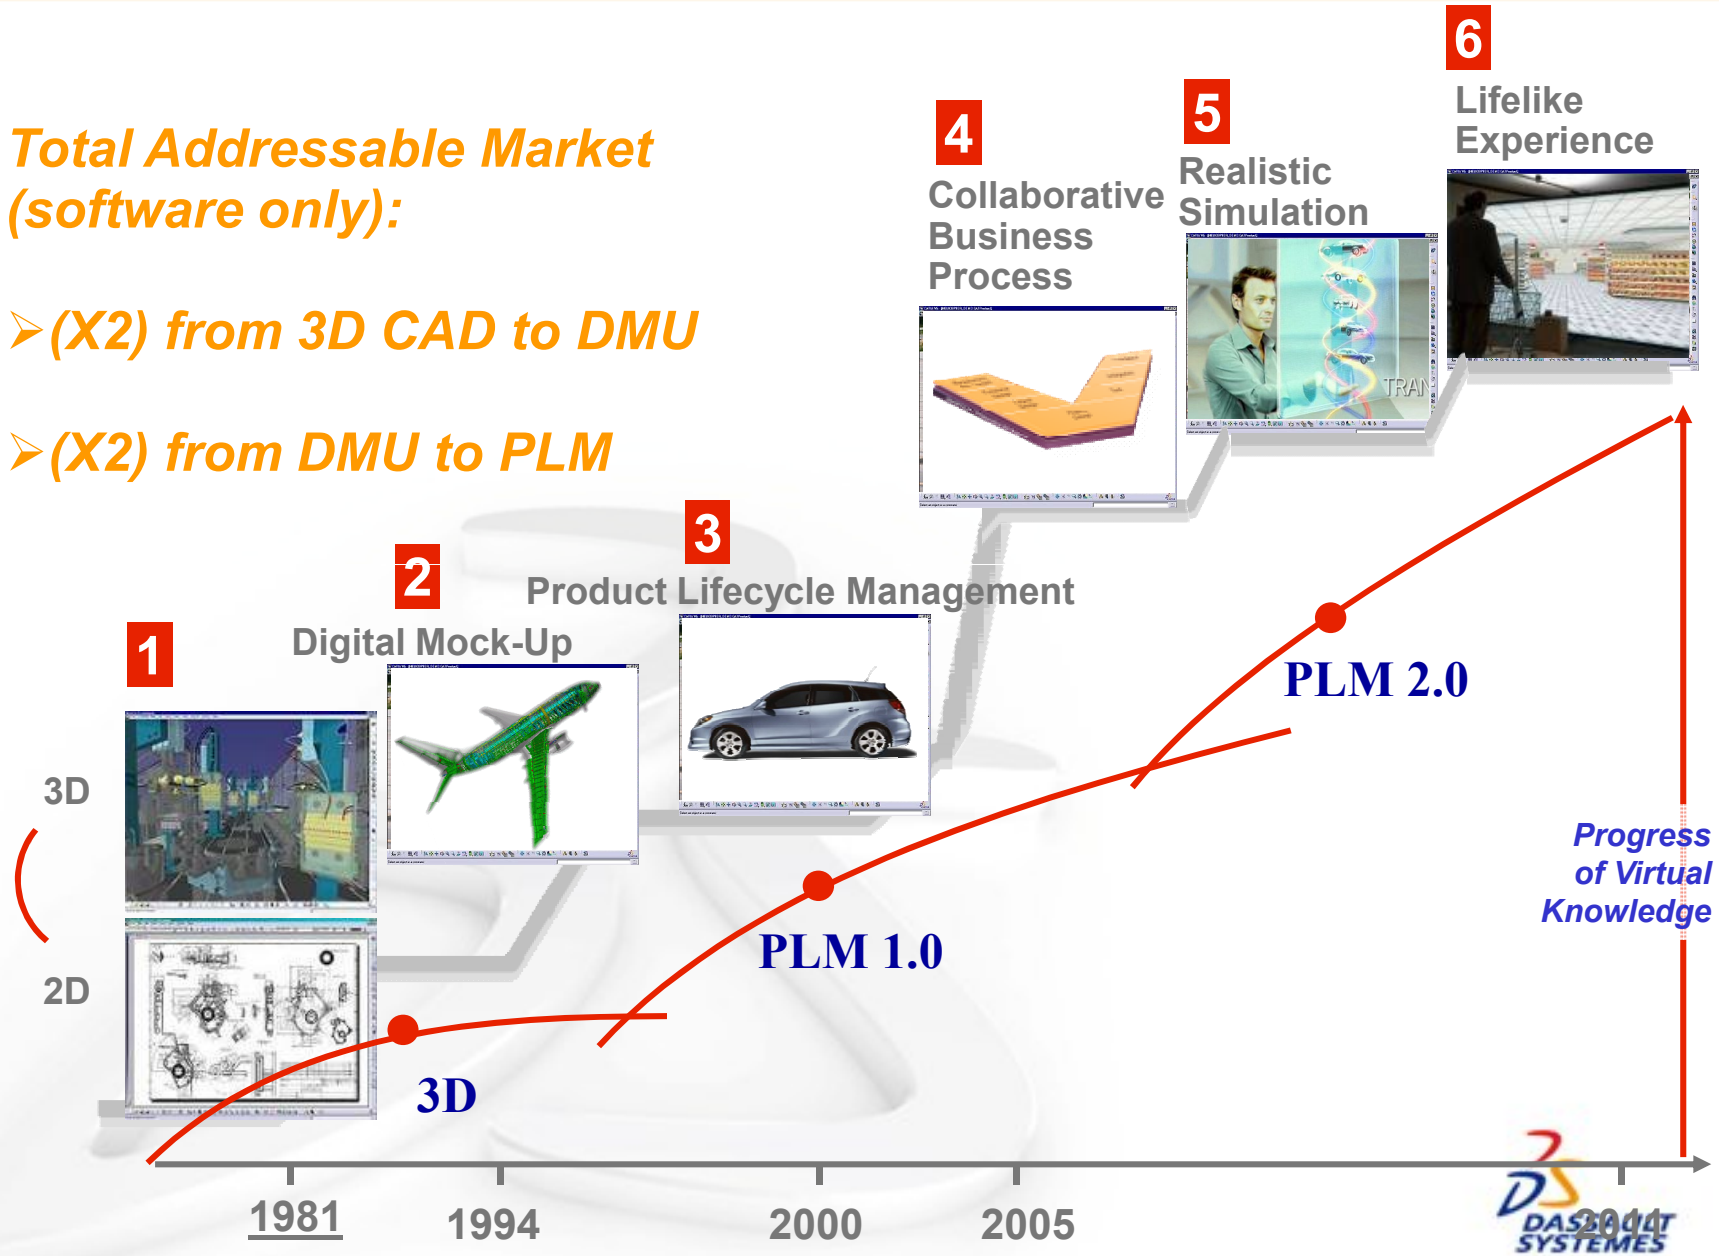 Total Addressable Market
(software only):
➢(X2) from 3D CAD to DMU
➢(X2) from DMU to PLM
1
2
Digital Mock-Up
3
Product Lifecycle Management
4
Collaborative
Business
Process
5
Realistic
Simulation
TRAN
6
Lifelike
Experience
3D
2D
3D
PLM 1.0
PLM 2.0
Progress
of Virtual
Knowledge
1981
1994
2000
2005
2011
DASSAULT
SYSTEMES